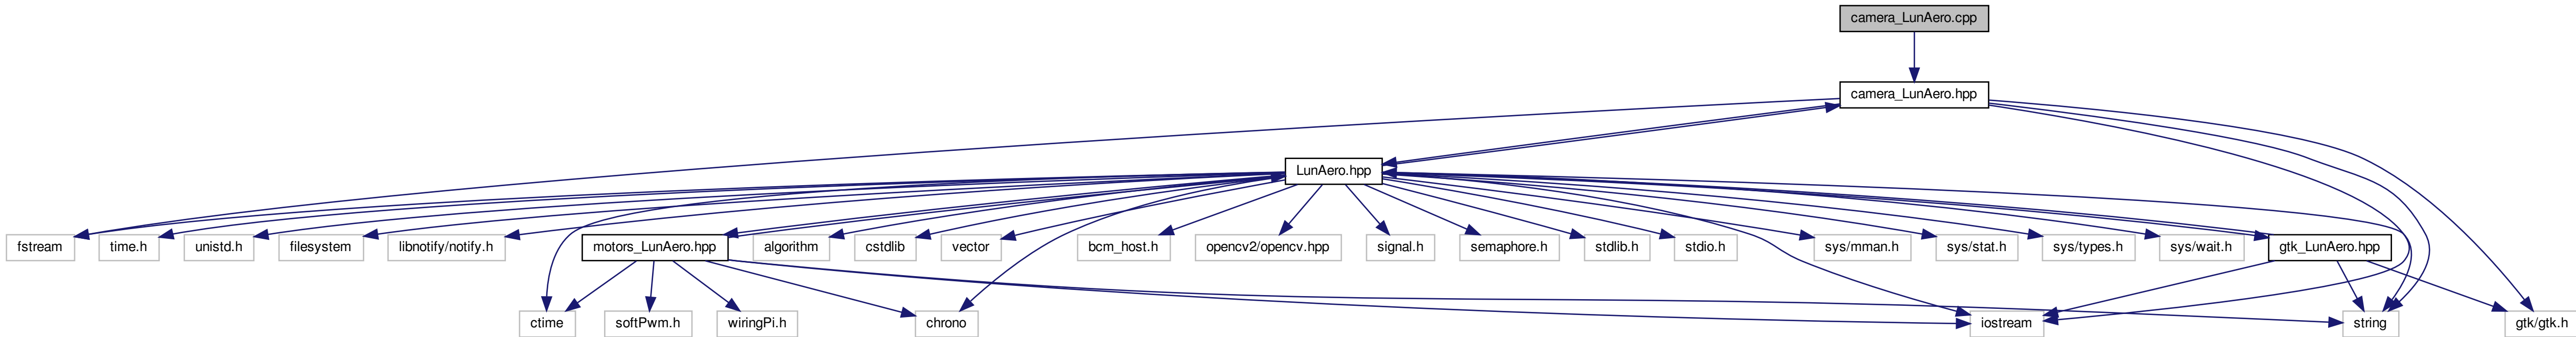 camera_LunAero.cpp
camera_LunAero.hpp
LunAero.hpp
fstream
time.h
unistd.h
filesystem
libnotify/notify.h
motors_LunAero.hpp
algorithm
cstdlib
vector
bcm_host.h
opencv2/opencv.hpp
signal.h
semaphore.h
stdlib.h
stdio.h
sys/mman.h
sys/stat.h
sys/types.h
sys/wait.h
gtk_LunAero.hpp
ctime
softPwm.h
wiringPi.h
chrono
iostream
string
gtk/gtk.h